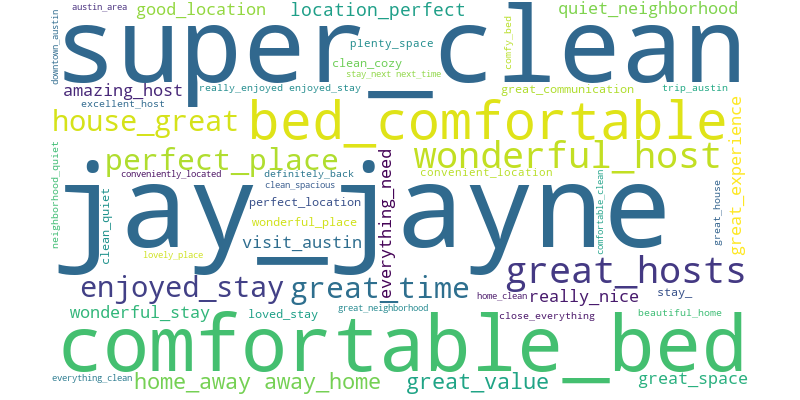 austin_area
good_location
location_perfect
quiet_neighborhood
downtown_austin
super_clean
comfy_bed
plenty_space
clean_cozy
stay_next next_time
amazing_host
really_enjoyed enjoyed_stay
great_communication
trip_austin
excellent_host
house_great
bed_comfortable
great_experience
neighborhood_quiet
perfect_place
wonderful_host
conveniently_located
definitely_back
convenient_location
everything_need
clean_spacious
jay_jayne
clean_quiet
perfect_location
comfortable_clean
great_house
wonderful_place
visit_austin
lovely_place
great_hosts
enjoyed_stay
great_time
home_clean
really_nice
stay_
wonderful_stay
loved_stay
great_neighborhood
close_everything
beautiful_home
comfortable_bed
everything_clean
home_away away_home
great_value
great_space